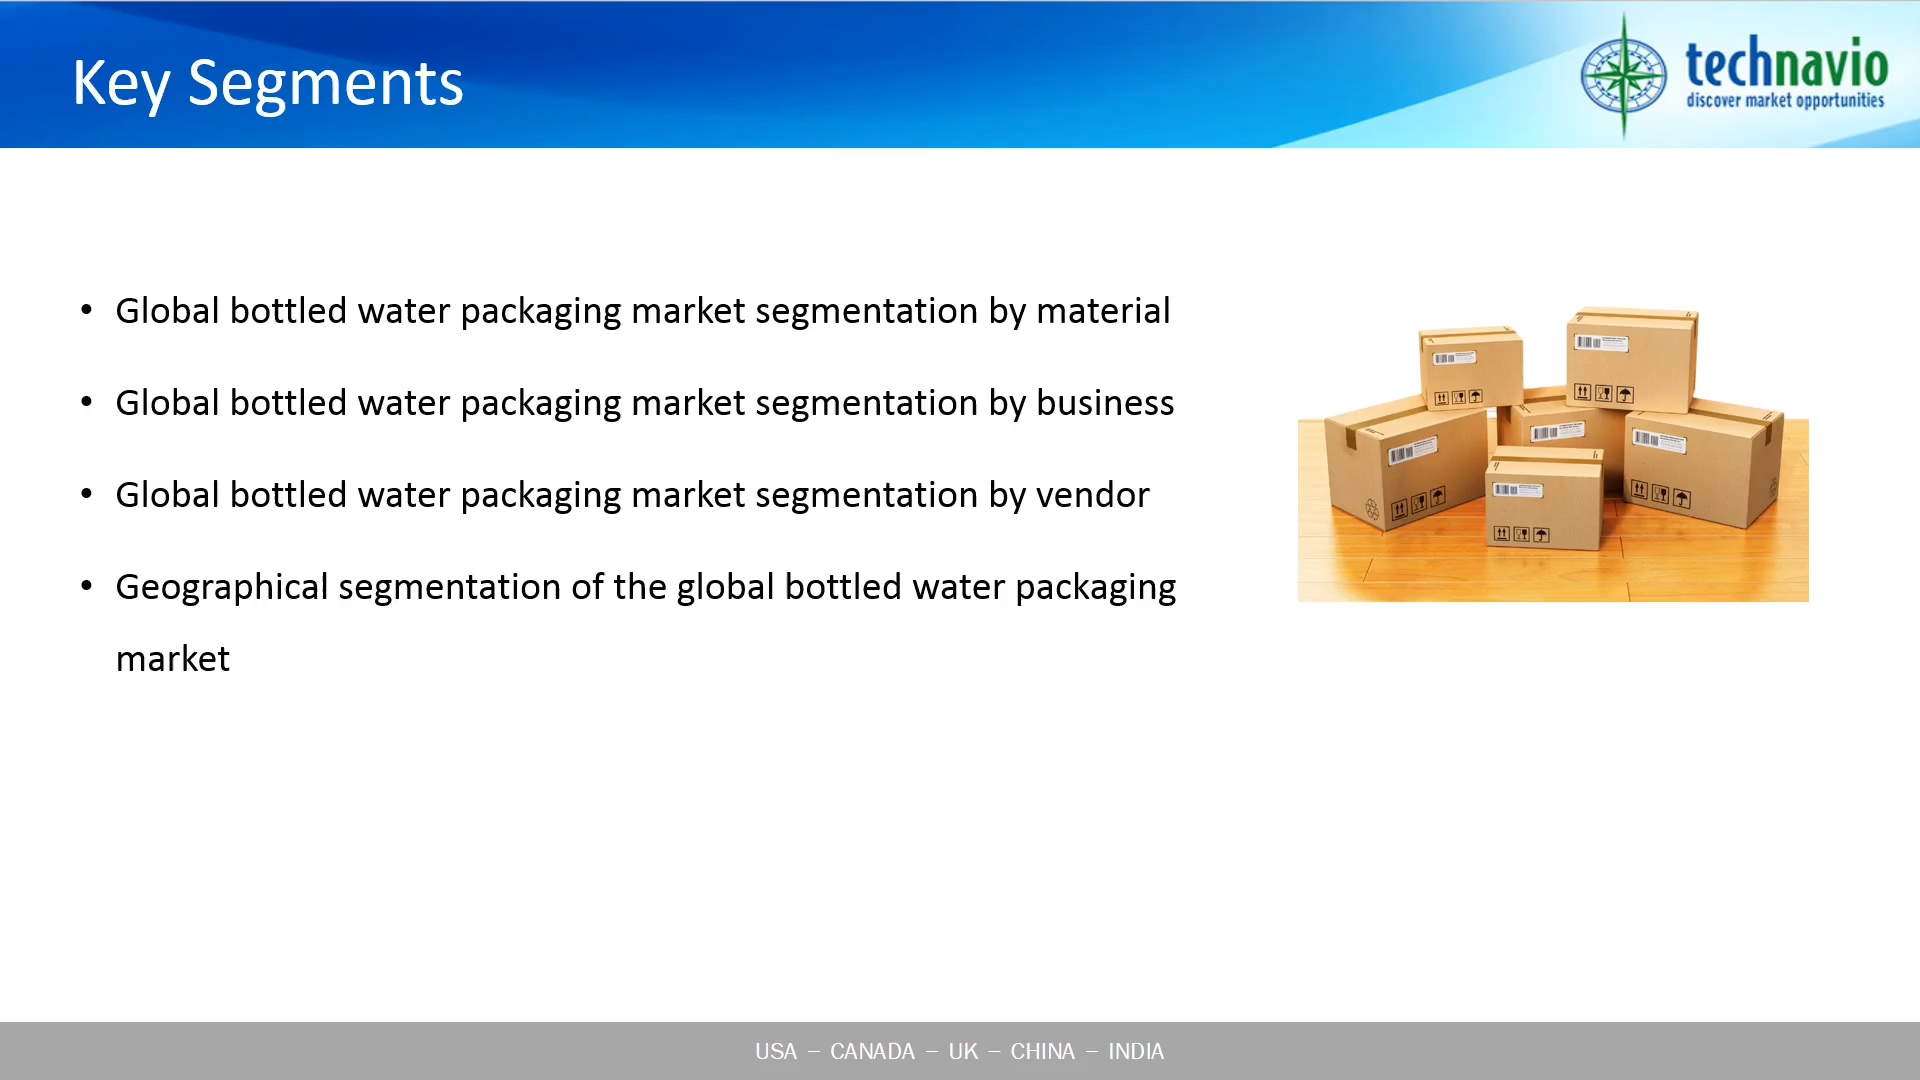 Key Segments
technavio
discover market opportunities
• Global bottled water packaging market segmentation by material
• Global bottled water packaging market segmentation by business
• Global bottled water packaging market segmentation by vendor
• Geographical segmentation of the global bottled water packaging
market
USA – CANADA – UK – CHINA – INDIA